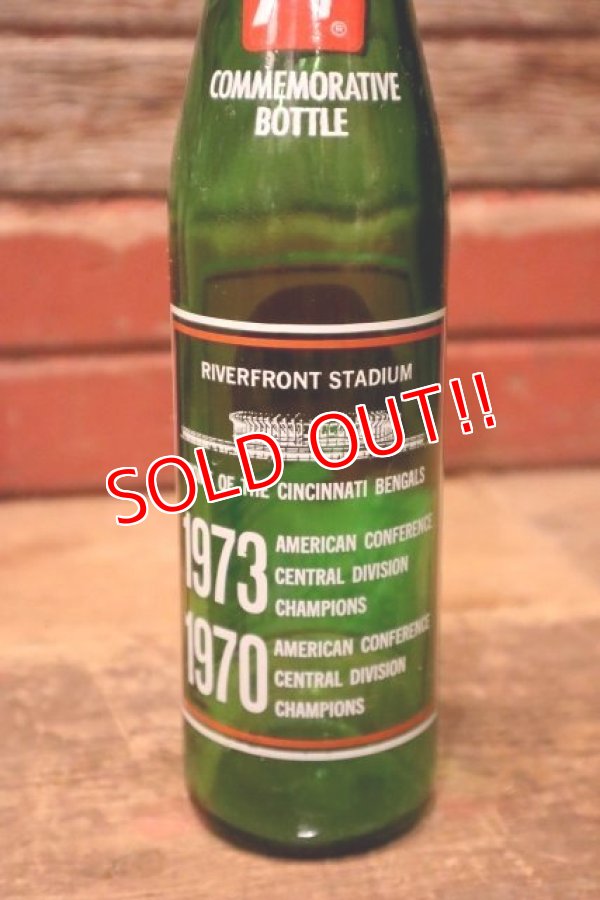 ®
COMMEMORATIVE
BOTTLE
RIVERFRONT STADIUM
SOLD OUT!!
OF THE CINCINNATI BENGALS
1973 AMERICAN CONFERENCE
CENTRAL DIVISION
CHAMPIONS
1970 AMERICAN CONFERENCE
CENTRAL DIVISION
CHAMPIONS